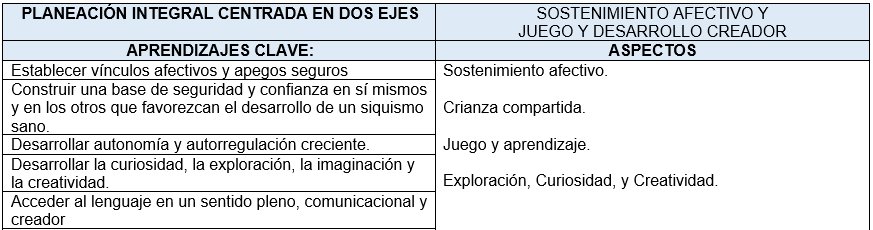 PLANEACIÓN INTEGRAL CENTRADA EN DOS EJES
SOSTENIMIENTO AFECTIVO Y
JUEGO Y DESARROLLO CREADOR
APRENDIZAJES CLAVE:
ASPECTOS
Establecer vínculos afectivos y apegos seguros
Construir una base de seguridad y confianza en sí mismos
y en los otros que favorezcan el desarrollo de un siquismo
sano.
Desarrollar autonomía y autorregulación creciente.
Desarrollar la curiosidad, la exploración, la imaginación y
la creatividad.
Acceder al lenguaje en un sentido pleno, comunicacional y
creador
Sostenimiento afectivo.
Crianza compartida.
Juego y aprendizaje.
Exploración, Curiosidad, y Creatividad.